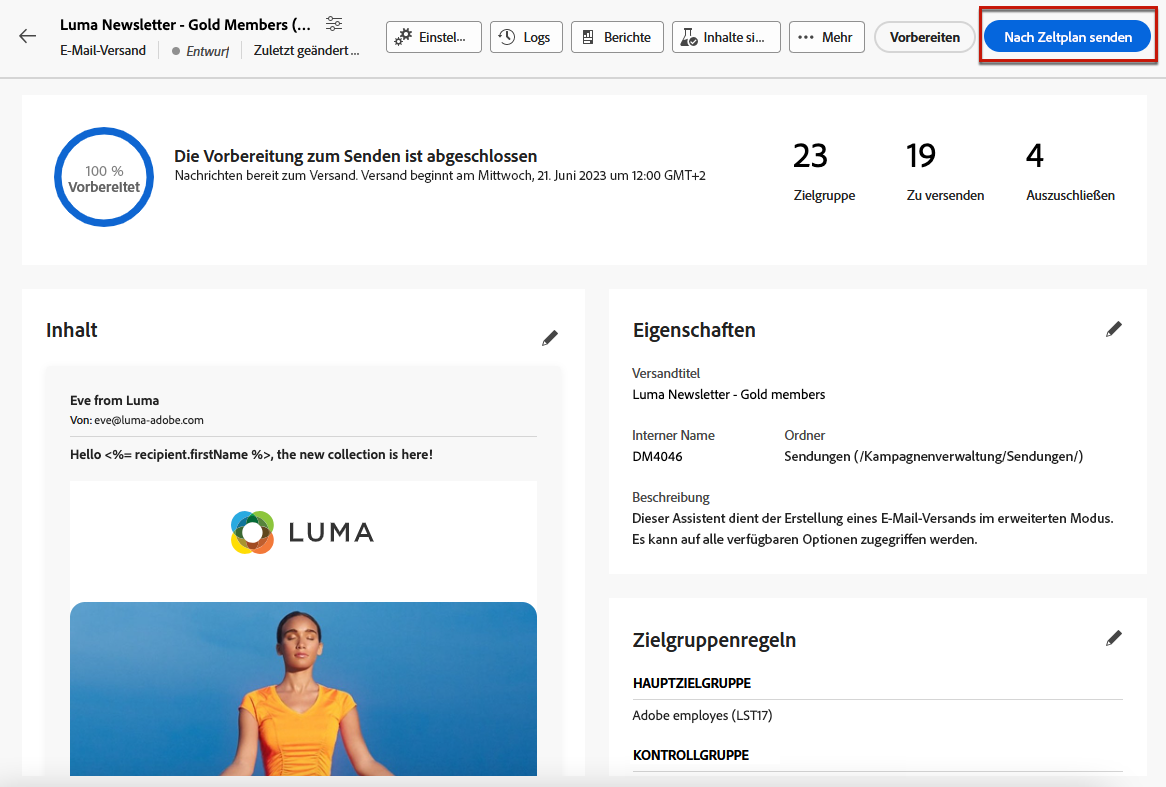 Luma Newsletter - Gold Members (...
E-Mail-Versand
Entwurf
Zuletzt geändert ...
Einstel...
Logs
Berichte
Inhalte si...
Mehr
Vorbereiten
Nach Zeitplan senden
100 %
Vorbereitet
Die Vorbereitung zum Senden ist abgeschlossen
Nachrichten bereit zum Versand. Versand beginnt am Mittwoch, 21. Juni 2023 um 12:00 GMT+2
23
Zielgruppe
19
Zu versenden
4
Auszuschließen
Inhalt
Eve from Luma
Von: eve@luma-adobe.com
Hello <%= recipient.firstName %>, the new collection is here!
LUMA
Eigenschaften
Versandtitel
Luma Newsletter - Gold members
Interner Name
DM4046
Ordner
Sendungen (/Kampagnenverwaltung/Sendungen/)
Beschreibung
Dieser Assistent dient der Erstellung eines E-Mail-Versands im erweiterten Modus.
Es kann auf alle verfügbaren Optionen zugegriffen werden.
Zielgruppenregeln
HAUPTZIELGRUPPE
Adobe employes (LST17)
KONTROLLGRUPPE